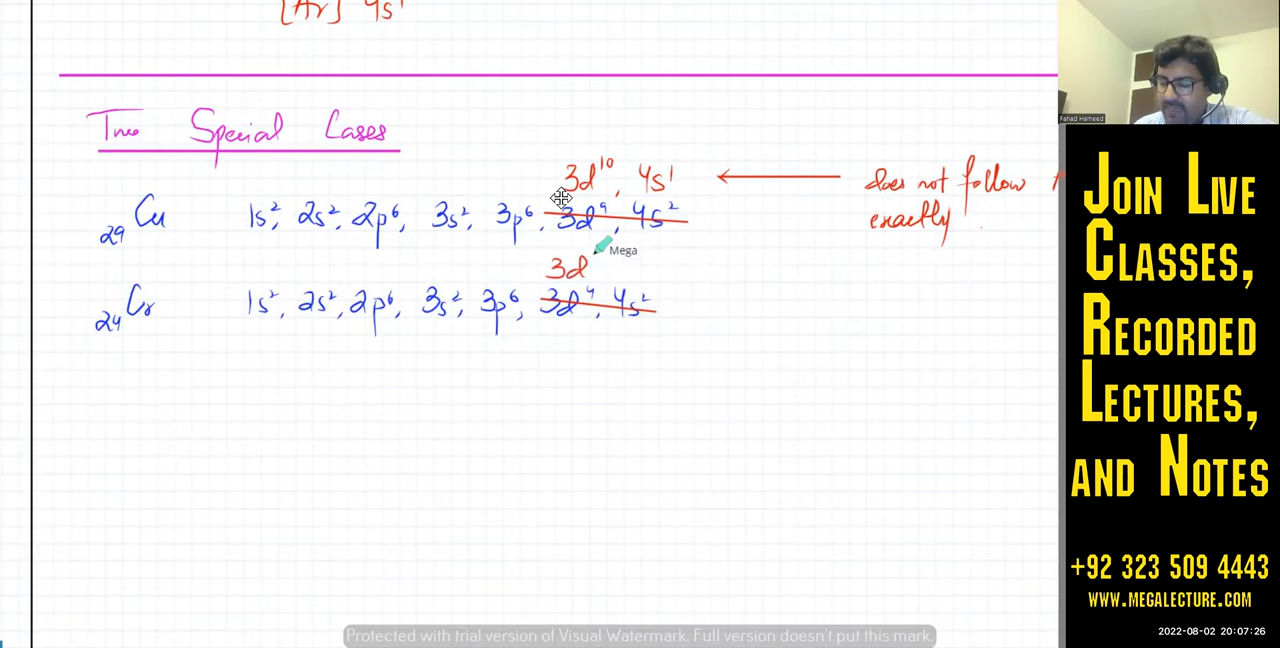 [Ar] 4s¹
Two Special Cases
3d¹⁰, 4s¹ ← does not follow
₂₉Cu 1s², 2s², 2p⁶, 3s², 3p⁶, 3d⁹, 4s² exactly.
Mega
3d
₂₄Cr 1s², 2s², 2p⁶, 3s², 3p⁶, 3d⁴, 4s²
Fahad Hameed
JOIN LIVE
CLASSES,
RECORDED
LECTURES,
AND NOTES
+92 323 509 4443
WWW.MEGALECTURE.COM
2022-08-02 20:07:26
Protected with trial version of Visual Watermark. Full version doesn't put this mark.